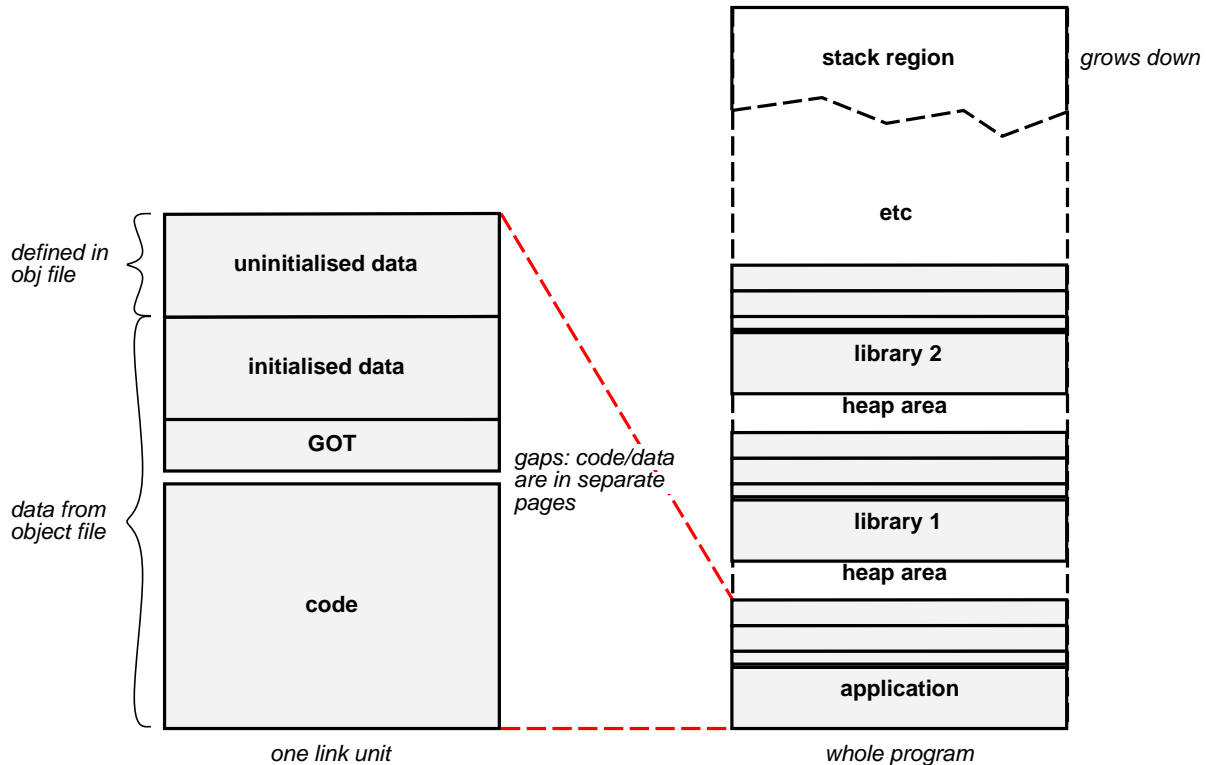 stack region
grows down
etc
defined in
obj file
uninitialised data
initialised data
GOT
gaps: code/data
are in separate
pages
data from
object file
code
one link unit
library 2
heap area
library 1
heap area
application
whole program